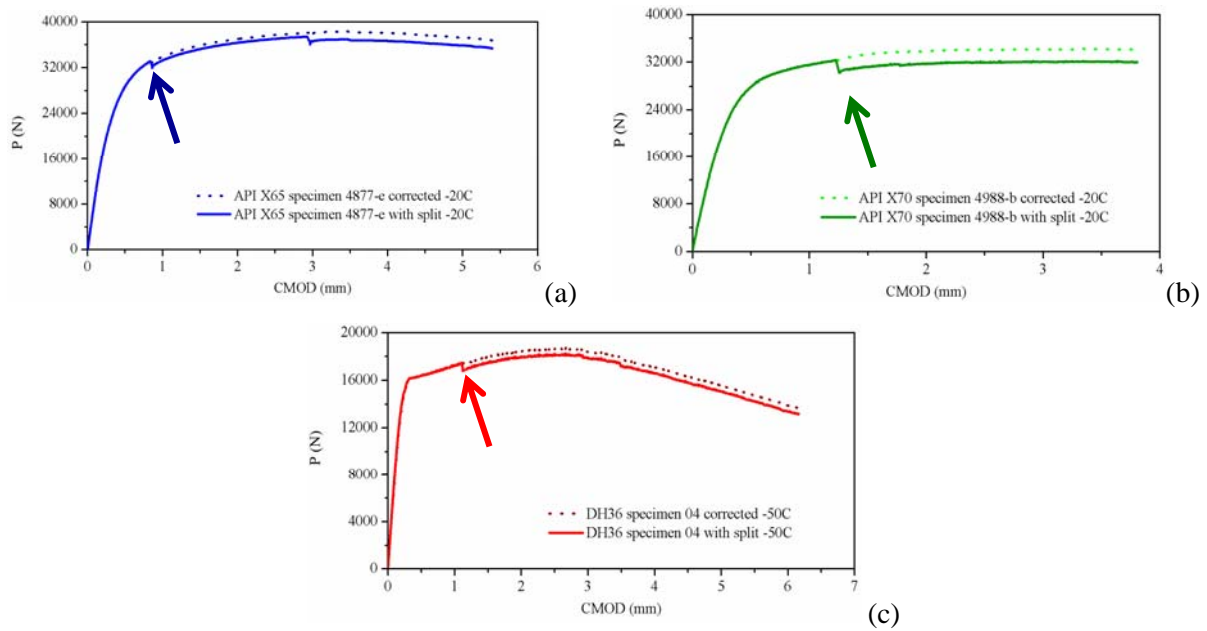 40000
32000
24000
16000
8000
0
P (N)
API X65 specimen 4877-e corrected -20C
API X65 specimen 4877-e with split -20C
0 1 2 3 4 5 6
CMOD (mm)
(a)
40000
32000
24000
16000
8000
0
P (N)
API X70 specimen 4988-b corrected -20C
API X70 specimen 4988-b with split -20C
0 1 2 3 4
CMOD (mm)
(b)
20000
16000
12000
8000
4000
0
P (N)
DH36 specimen 04 corrected -50C
DH36 specimen 04 with split -50C
0 1 2 3 4 5 6 7
CMOD (mm)
(c)